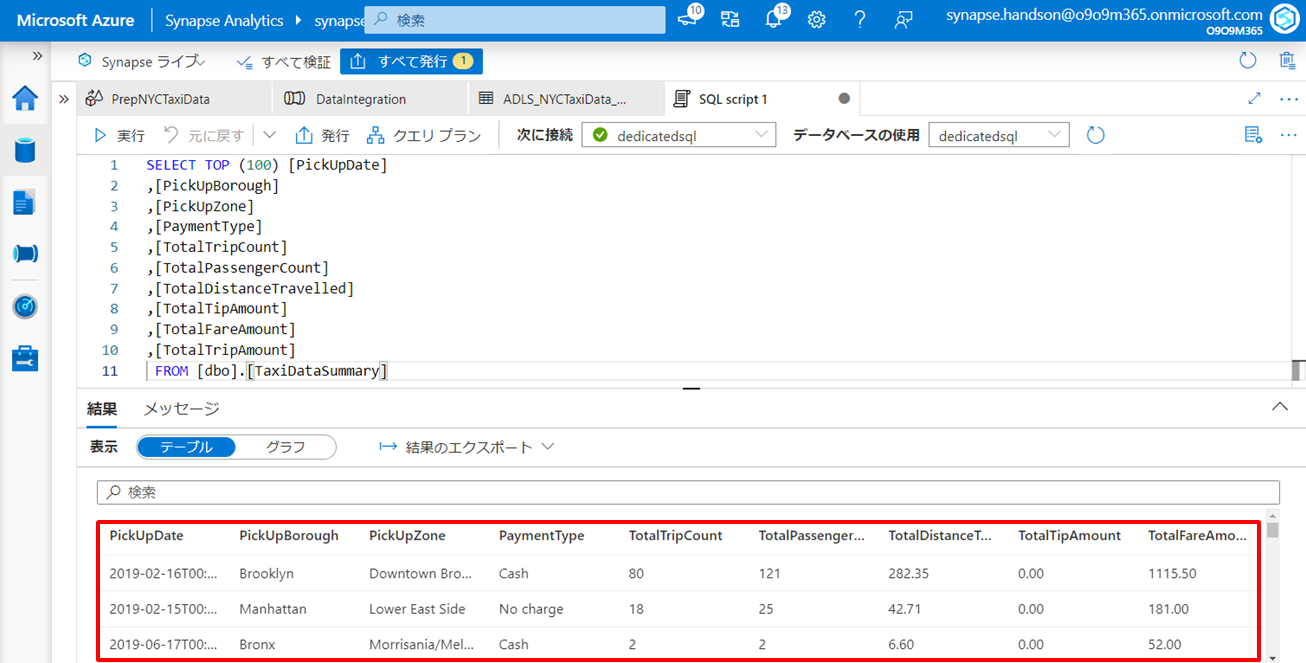 Microsoft Azure Synapse Analytics synapse 検索 10 13 synapse.handson@o9o9m365.onmicrosoft.com
O9O9M365
Synapse ライブ すべて検証 すべて発行 1
PrepNYCTaxiData DataIntegration ADLS_NYCTaxiData_... SQL script 1
実行 元に戻す 発行 クエリ プラン 次に接続 dedicatedsql データベースの使用 dedicatedsql
1 SELECT TOP (100) [PickUpDate]
2 ,[PickUpBorough]
3 ,[PickUpZone]
4 ,[PaymentType]
5 ,[TotalTripCount]
6 ,[TotalPassengerCount]
7 ,[TotalDistanceTravelled]
8 ,[TotalTipAmount]
9 ,[TotalFareAmount]
10 ,[TotalTripAmount]
11 FROM [dbo].[TaxiDataSummary]
結果 メッセージ
表示 テーブル グラフ 結果のエクスポート
検索
PickUpDate PickUpBorough PickUpZone PaymentType TotalTripCount TotalPassenger... TotalDistanceT... TotalTipAmount TotalFareAmo...
2019-02-16T00:... Brooklyn Downtown Bro... Cash 80 121 282.35 0.00 1115.50
2019-02-15T00:... Manhattan Lower East Side No charge 18 25 42.71 0.00 181.00
2019-06-17T00:... Bronx Morrisania/Mel... Cash 2 2 6.60 0.00 52.00